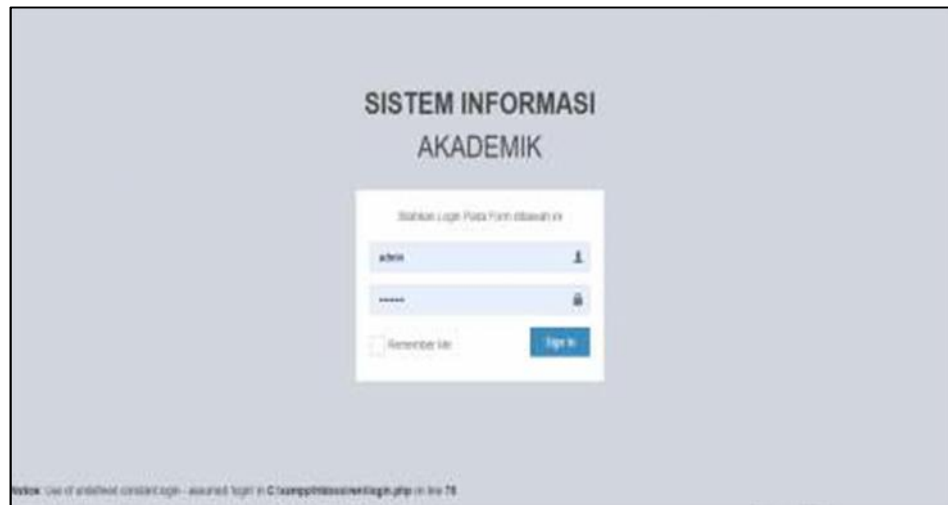 SISTEM INFORMASI
AKADEMIK
Silahkan Login Pada Form dibawah ini
admin
••••••
Remember Me
Sign In
Notice: Use of undefined constant login - assumed 'login' in on line 78